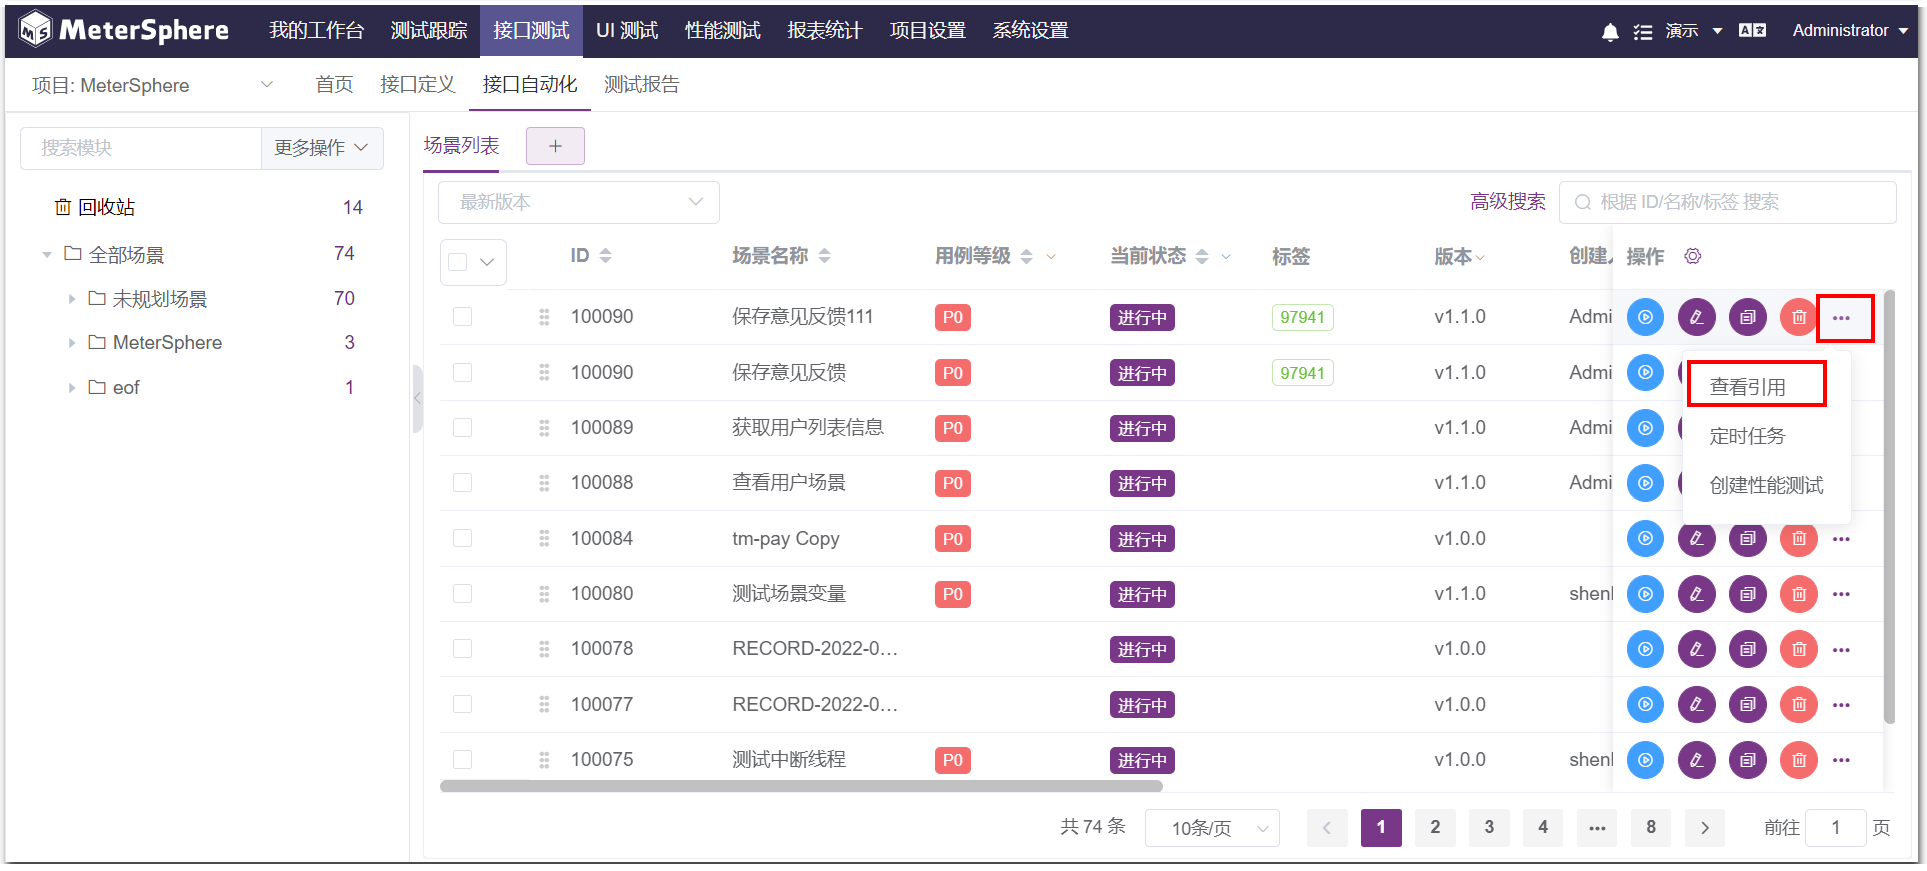 MeterSphere 我的工作台 测试跟踪 接口测试 UI 测试 性能测试 报表统计 项目设置 系统设置 演示 Administrator
项目: MeterSphere 首页 接口定义 接口自动化 测试报告
搜索模块 更多操作
回收站 14
全部场景 74
未规划场景 70
MeterSphere 3
eof 1
场景列表 +
最新版本 高级搜索 根据 ID/名称/标签 搜索
ID 场景名称 用例等级 当前状态 标签 版本 创建人 操作
100090 保存意见反馈111 P0 进行中 97941 v1.1.0 Admi
100090 保存意见反馈 P0 进行中 97941 v1.1.0 Admi
查看引用
100089 获取用户列表信息 P0 进行中 v1.1.0 Admi
定时任务
100088 查看用户场景 P0 进行中 v1.1.0 Admi
创建性能测试
100084 tm-pay Copy P0 进行中 v1.0.0
100080 测试场景变量 P0 进行中 v1.1.0 shenl
100078 RECORD-2022-0... 进行中 v1.0.0
100077 RECORD-2022-0... 进行中 v1.0.0
100075 测试中断线程 P0 进行中 v1.0.0 shenl
共 74 条 10条/页 1 2 3 4 ... 8 前往 1 页